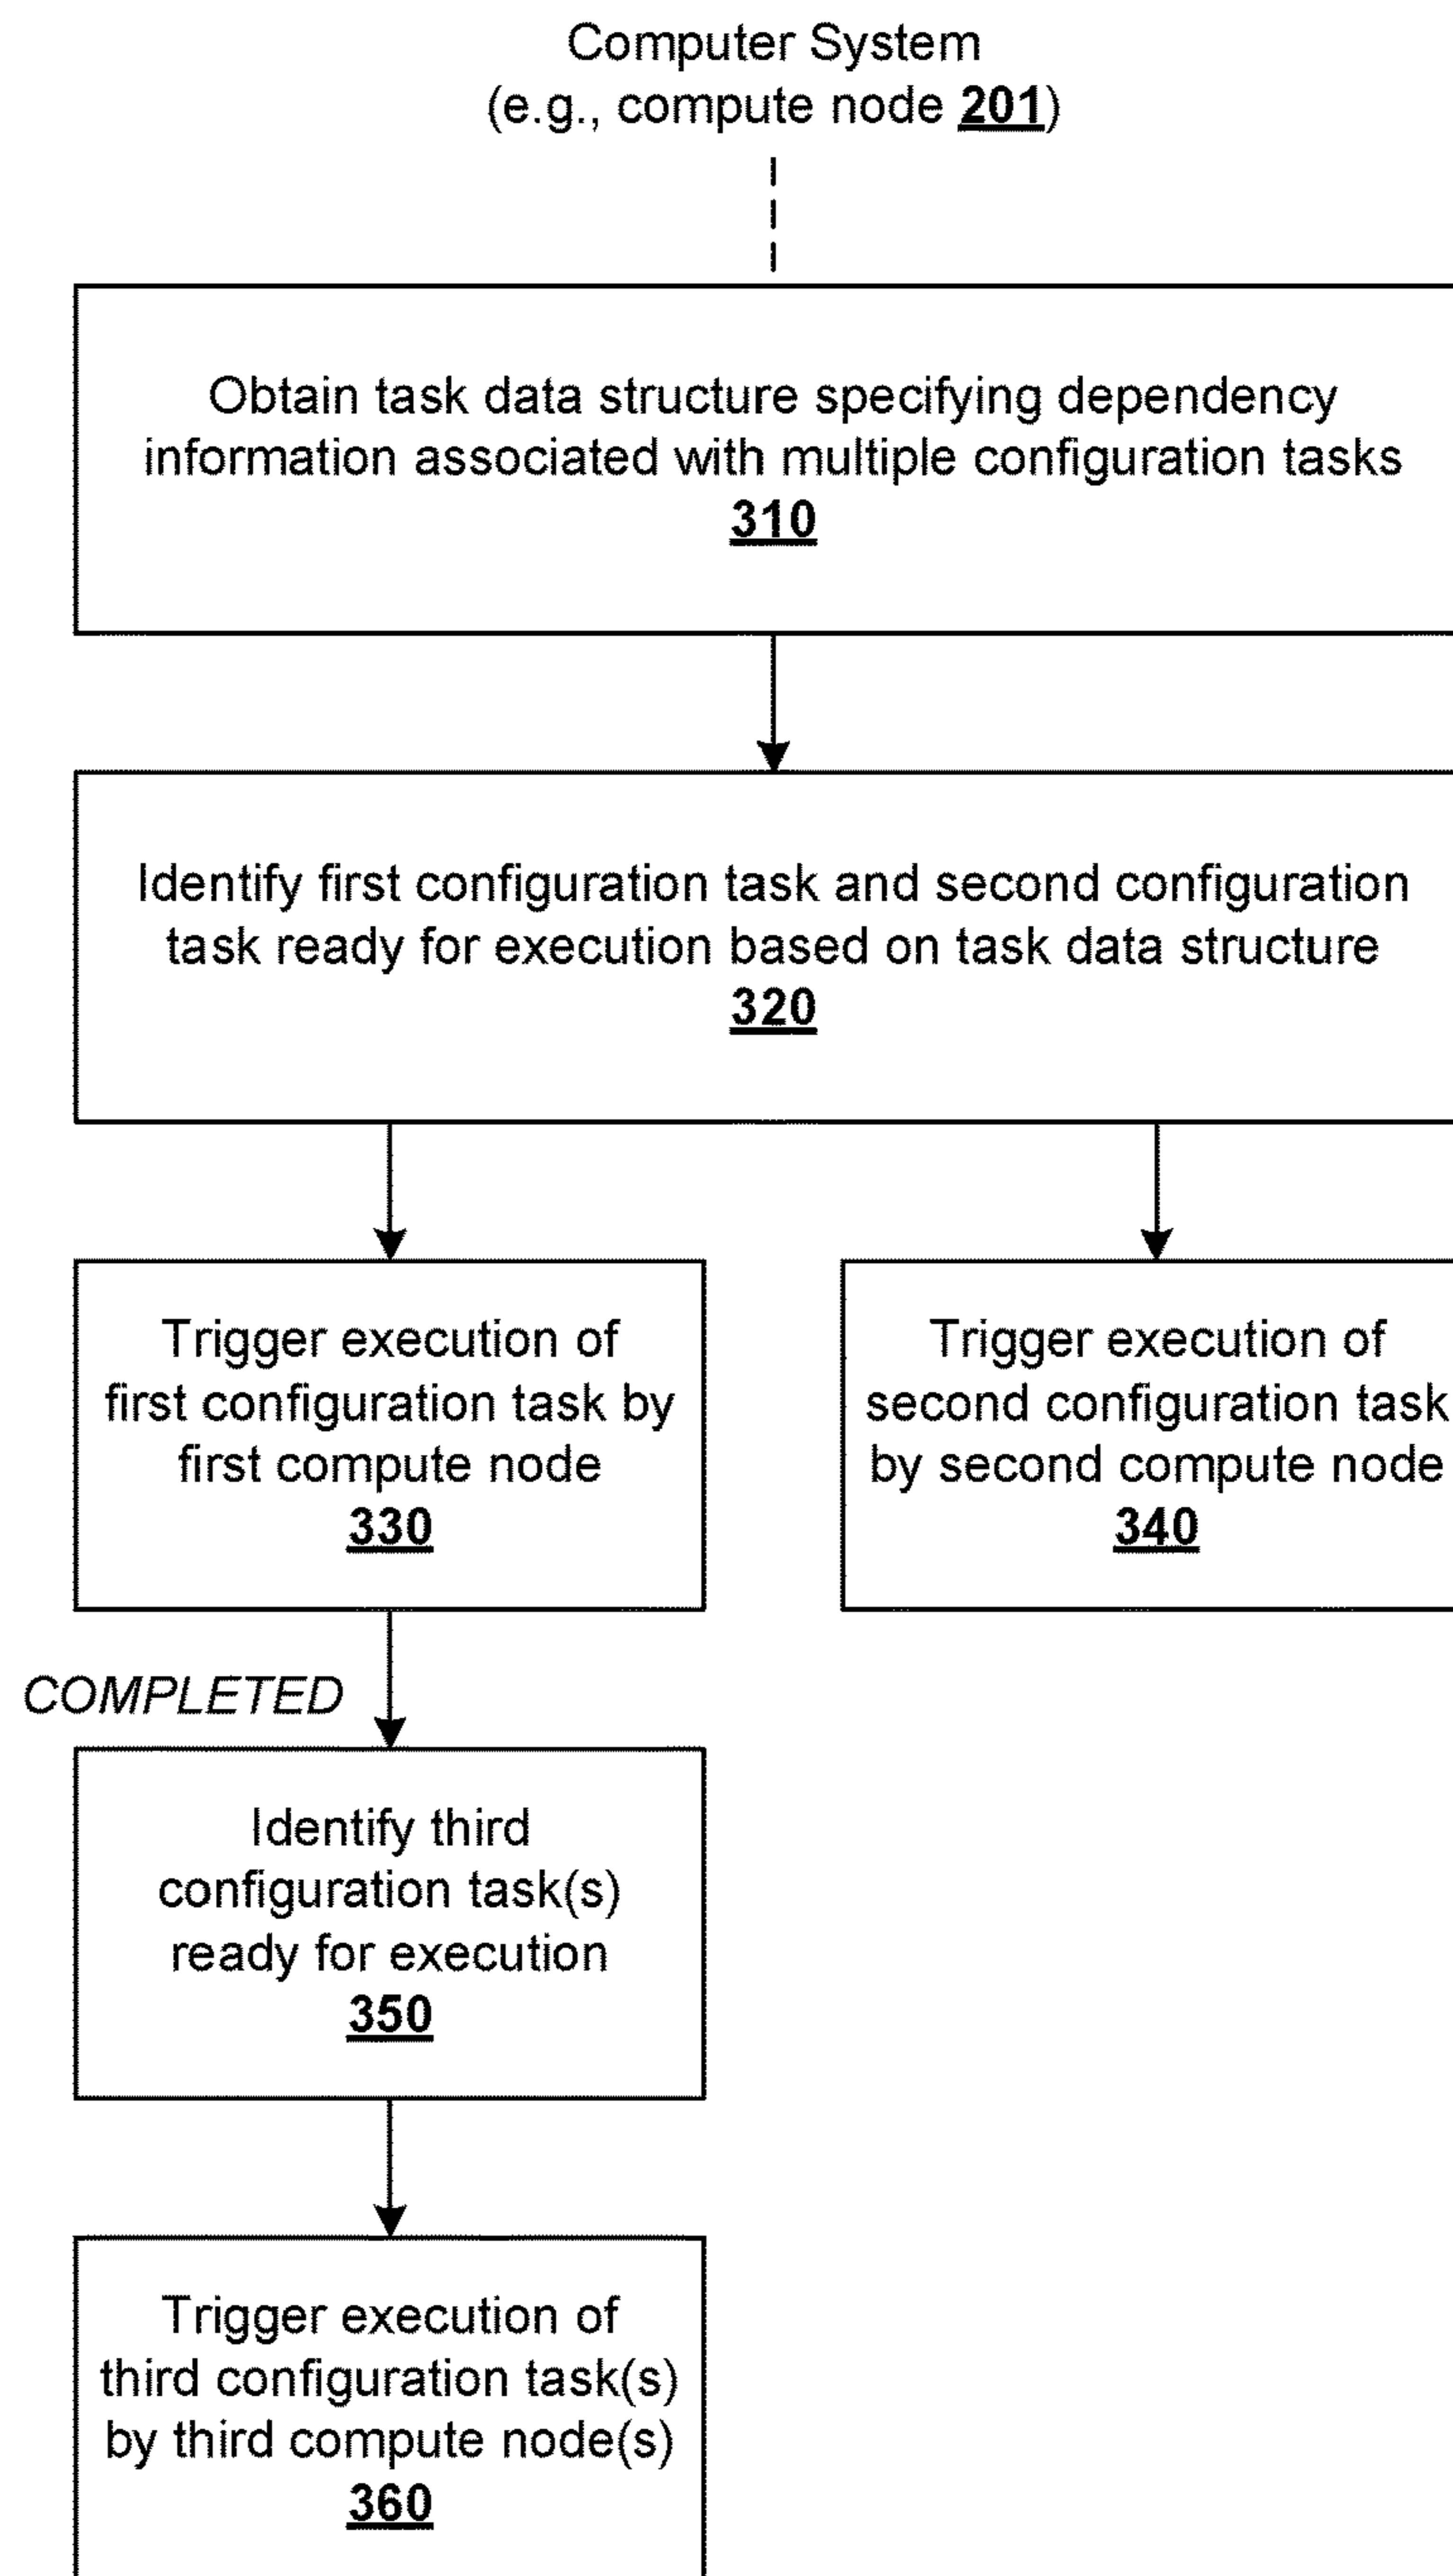 Computer System
(e.g., compute node 201)
Obtain task data structure specifying dependency
information associated with multiple configuration tasks
310
Identify first configuration task and second configuration
task ready for execution based on task data structure
320
Trigger execution of
first configuration task by
first compute node
330
Trigger execution of
second configuration task
by second compute node
340
COMPLETED
Identify third
configuration task(s)
ready for execution
350
Trigger execution of
third configuration task(s)
by third compute node(s)
360